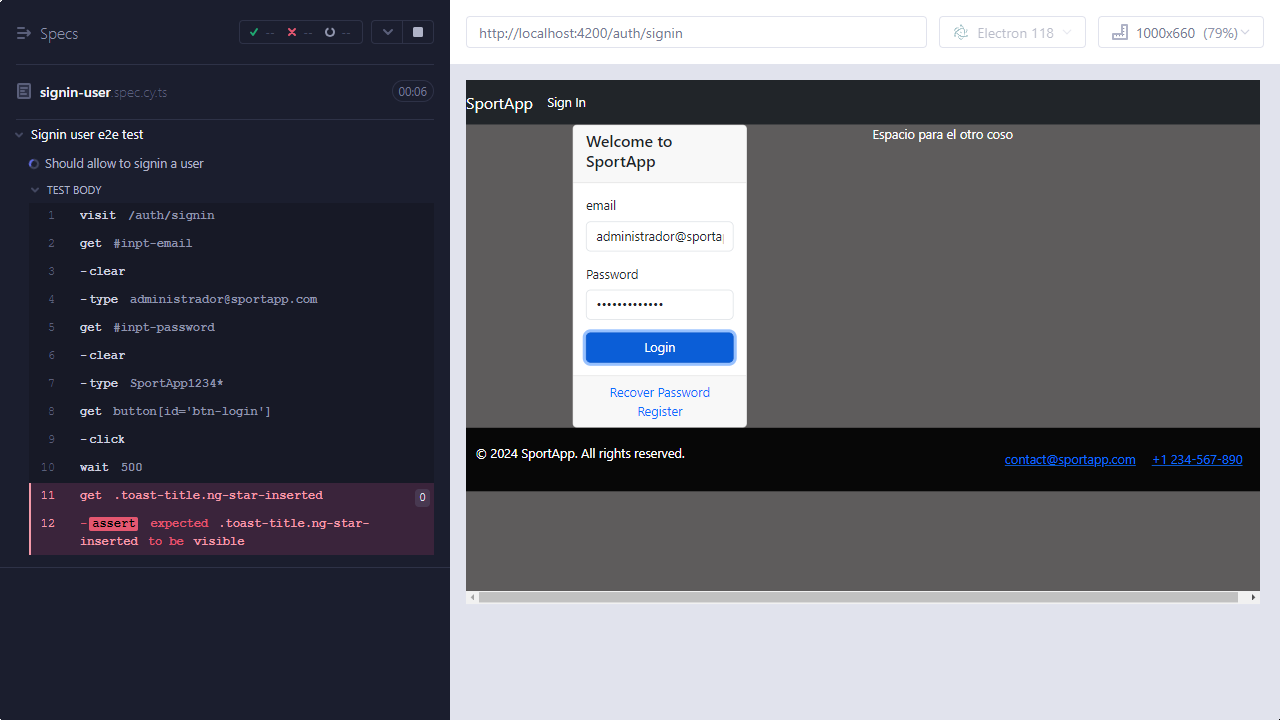 Specs
-- -- --
signin-user.spec.cy.ts
00:06
Signin user e2e test
Should allow to signin a user
TEST BODY
1 visit /auth/signin
2 get #inpt-email
3 -clear
4 -type administrador@sportapp.com
5 get #inpt-password
6 -clear
7 -type SportApp1234*
8 get button[id='btn-login']
9 -click
10 wait 500
11 get .toast-title.ng-star-inserted 0
12 -assert expected .toast-title.ng-star-
inserted to be visible
http://localhost:4200/auth/signin
Electron 118
1000x660 (79%)
SportApp Sign In
Welcome to
SportApp
Espacio para el otro coso
email
administrador@sporta
Password
•••••••••••••
Login
Recover Password
Register
© 2024 SportApp. All rights reserved.
contact@sportapp.com +1 234-567-890